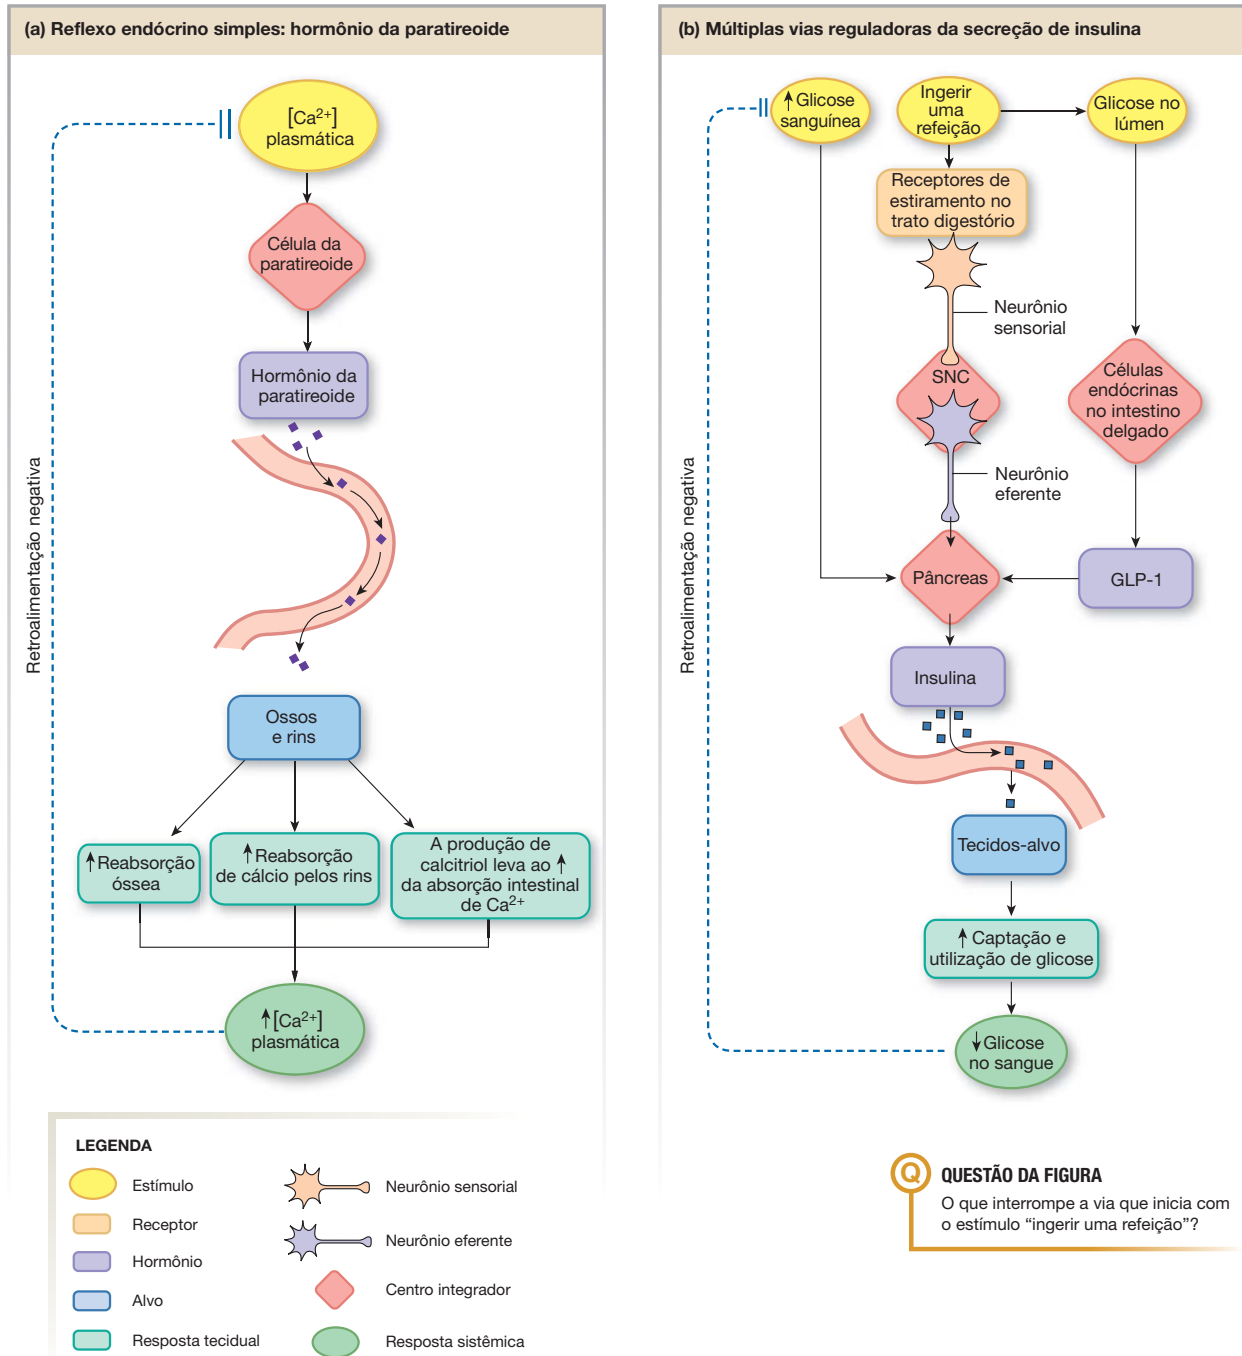 (a) Reflexo endócrino simples: hormônio da paratireoide
[Ca2+]
plasmática
Célula da
paratireoide
Hormônio da
paratireoide
Retroalimentação negativa
Ossos
e rins
↑Reabsorção
óssea
↑Reabsorção
de cálcio pelos rins
A produção de
calcitriol leva ao ↑
da absorção intestinal
de Ca2+
↑[Ca2+]
plasmática
LEGENDA
Estímulo
Receptor
Hormônio
Alvo
Resposta tecidual
Neurônio sensorial
Neurônio eferente
Centro integrador
Resposta sistêmica
(b) Múltiplas vias reguladoras da secreção de insulina
↑Glicose
sanguínea
Ingerir
uma
refeição
Glicose no
lúmen
Receptores de
estiramento no
trato digestório
Neurônio
sensorial
SNC
Células
endócrinas
no intestino
delgado
Neurônio
eferente
Retroalimentação negativa
Pâncreas
GLP-1
Insulina
Tecidos-alvo
↑ Captação e
utilização de glicose
↓Glicose
no sangue
Q QUESTÃO DA FIGURA
O que interrompe a via que inicia com
o estímulo “ingerir uma refeição”?